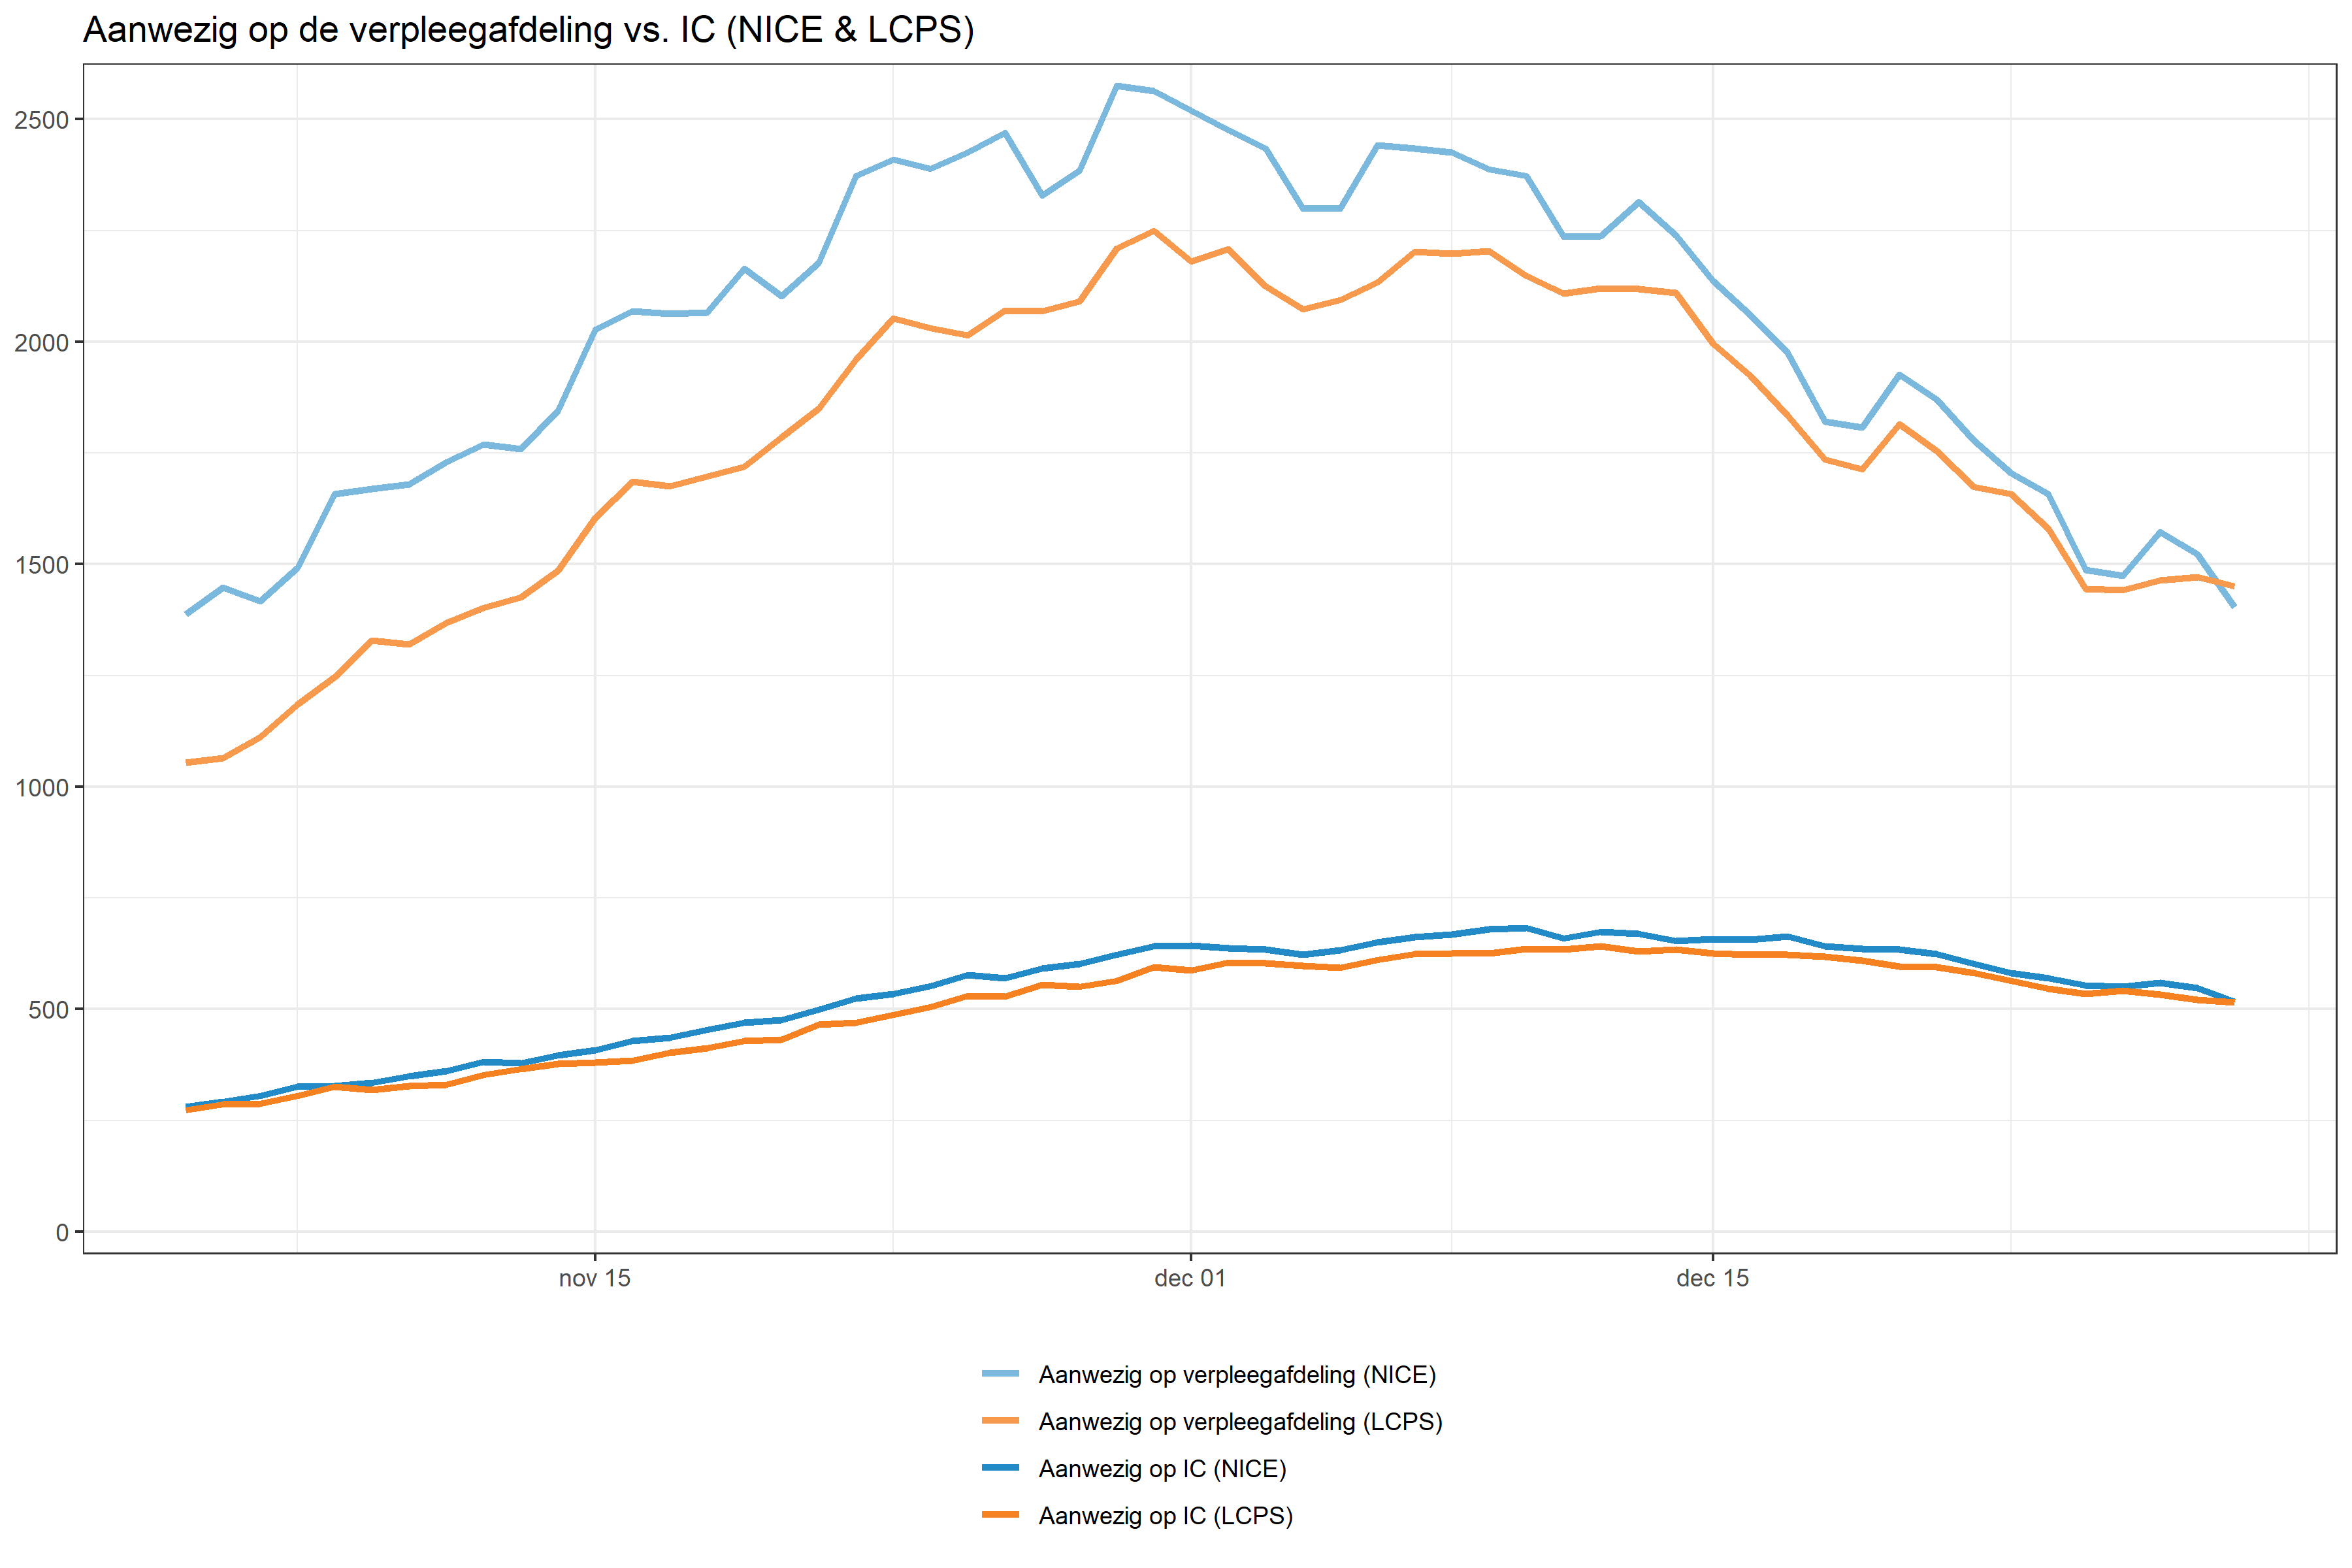 Aanwezig op de verpleegafdeling vs. IC (NICE & LCPS)
2500
2000
1500
1000
500
0
nov 15 dec 01 dec 15
Aanwezig op verpleegafdeling (NICE)
Aanwezig op verpleegafdeling (LCPS)
Aanwezig op IC (NICE)
Aanwezig op IC (LCPS)